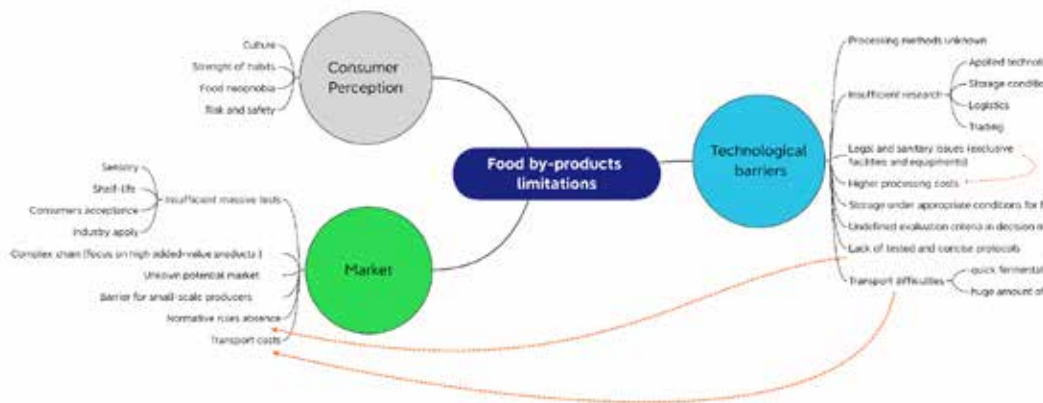 Culture
Strenght of habits
Food neophobia
Risk and safety
Consumer
Perception
Sensory
Shelf-life
Consumers acceptance
Industry apply
Insufficient massive tests
Complex chain (focus on high added-value products )
Unkown potential market
Barrier for small-scale producers
Normative rules absence
Transport costs
Market
Food by-products
limitations
Technological
barriers
Processing methods unknown
Insufficient research
Applied technol
Storage conditio
Logistics
Trading
Legal and sanitary issues (exclusive
facilities and equipments)
Higher processing costs
Storage under appropriate conditions for
Undefined evaluation criteria in decision
Lack of tested and concise protocols
Transport difficulties
quick fermentat
huge amount of